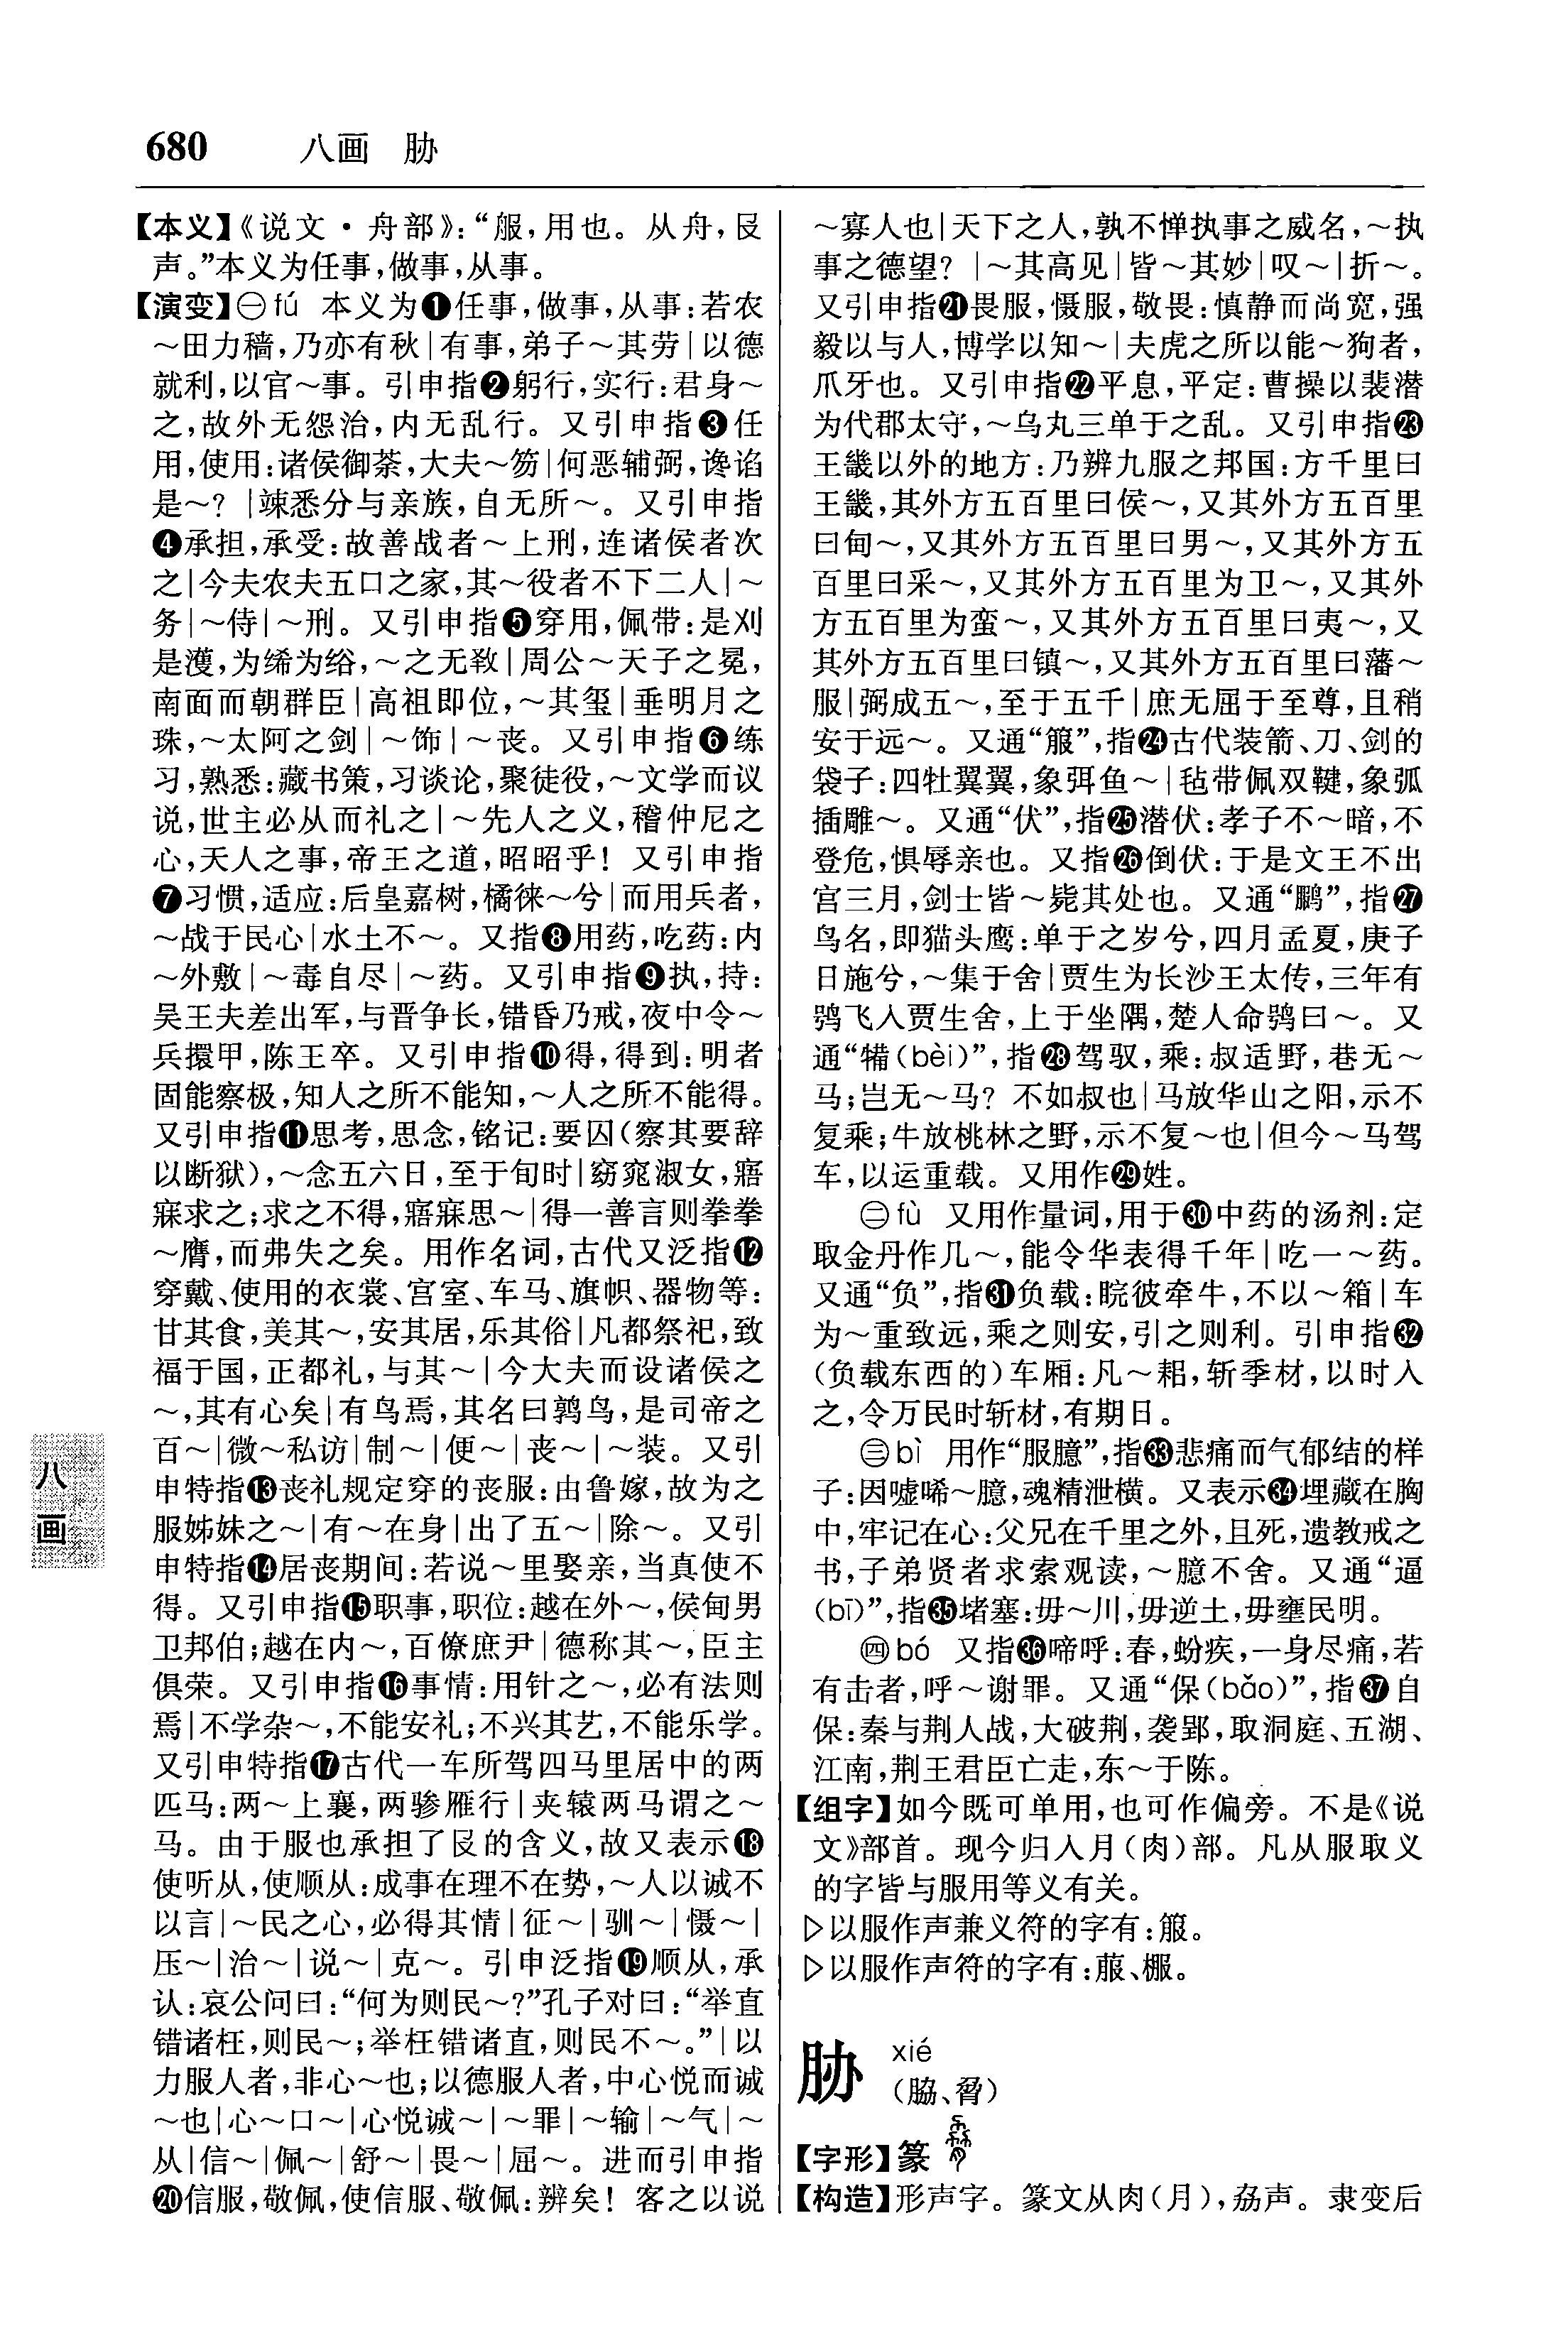 680 八画 胁
【本义】《说文·舟部》：“𦨕，用也。从舟，𠬝
声。”本义为任事，做事，从事。
【演变】㊀fú 本义为❶任事，做事，从事：若农
～田力穑，乃亦有秋|有事，弟子～其劳|以德
就利，以官～事。引申指❷躬行，实行：君身～
之，故外无怨治，内无乱行。又引申指❸任
用，使用：诸侯御荼，大夫～笏|何恶辅弼，谗谄
是～？|竦悉分与亲族，自无所～。又引申指
❹承担，承受：故善战者～上刑，连诸侯者次
之|今夫农夫五口之家，其～役者不下二人|～
务|～侍|～刑。又引申指❺穿用，佩带：是刈
是濩，为𫄨为绤，～之无斁|周公～天子之冕，
南面而朝群臣|高祖即位，～其玺|垂明月之
珠，～太阿之剑|～饰|～丧。又引申指❻练
习，熟悉：藏书策，习谈论，聚徒役，～文学而议
说，世主必从而礼之|～先人之义，稽仲尼之
心，天人之事，帝王之道，昭昭乎！又引申指
❼习惯，适应：后皇嘉树，橘徕～兮|而用兵者，
～战于民心|水土不～。又指❽用药，吃药：内
～外敷|～毒自尽|～药。又引申指❾执，持：
吴王夫差出军，与晋争长，错昏乃戒，夜中令～
兵擐甲，陈王卒。又引申指❿得，得到：明者
固能察极，知人之所不能知，～人之所不能得。
又引申指⓫思考，思念，铭记：要囚（察其要辞
以断狱），～念五六日，至于旬时|窈窕淑女，寤
寐求之；求之不得，寤寐思～|得一善言则拳拳
～膺，而弗失之矣。用作名词，古代又泛指⓬
穿戴、使用的衣裳、宫室、车马、旗帜、器物等：
甘其食，美其～，安其居，乐其俗|凡都祭祀，致
福于国，正都礼，与其～|今大夫而设诸侯之
～，其有心矣|有鸟焉，其名曰鹑鸟，是司帝之
百～|微～私访|制～|便～|丧～|～装。又引
申特指⓭丧礼规定穿的丧服：由鲁嫁，故为之
服姊妹之～|有～在身|出了五～|除～。又引
申特指⓮居丧期间：若说～里娶亲，当真使不
得。又引申指⓯职事，职位：越在外～，侯甸男
卫邦伯；越在内～，百僚庶尹|德称其～，臣主
俱荣。又引申指⓰事情：用针之～，必有法则
焉|不学杂～，不能安礼；不兴其艺，不能乐学。
又引申特指⓱古代一车所驾四马里居中的两
匹马：两～上襄，两骖雁行|夹辕两马谓之～
马。由于服也承担了𠬝的含义，故又表示⓲
使听从，使顺从：成事在理不在势，～人以诚不
以言|～民之心，必得其情|征～|驯～|慑～|
压～|治～|说～|克～。引申泛指⓳顺从，承
认：哀公问曰：“何为则民～？”孔子对曰：“举直
错诸枉，则民～；举枉错诸直，则民不～。”|以
力服人者，非心～也；以德服人者，中心悦而诚
～也|心～口～|心悦诚～|～罪|～输|～气|～
从|信～|佩～|舒～|畏～|屈～。进而引申指
⓴信服，敬佩，使信服、敬佩：辨矣！客之以说
～寡人也|天下之人，孰不惮执事之威名，～执
事之德望？|～其高见|皆～其妙|叹～|折～。
又引申指㉑畏服，慑服，敬畏：慎静而尚宽，强
毅以与人，博学以知～|夫虎之所以能～狗者，
爪牙也。又引申指㉒平息，平定：曹操以裴潜
为代郡太守，～乌丸三单于之乱。又引申指㉓
王畿以外的地方：乃辨九服之邦国：方千里曰
王畿，其外方五百里曰侯～，又其外方五百里
曰甸～，又其外方五百里曰男～，又其外方五
百里曰采～，又其外方五百里为卫～，又其外
方五百里为蛮～，又其外方五百里曰夷～，又
其外方五百里曰镇～，又其外方五百里曰藩～
服|弼成五～，至于五千|庶无屈于至尊，且稍
安于远～。又通“箙”，指㉔古代装箭、刀、剑的
袋子：四牡翼翼，象弭鱼～|毡带佩双鞬，象弧
插雕～。又通“伏”，指㉕潜伏：孝子不～暗，不
登危，惧辱亲也。又指㉖倒伏：于是文王不出
宫三月，剑士皆～毙其处也。又通“鵩”，指㉗
鸟名，即猫头鹰：单于之岁兮，四月孟夏，庚子
日施兮，～集于舍|贾生为长沙王太传，三年有
鸮飞入贾生舍，上于坐隅，楚人命鸮曰～。又
通“犕（bèi）”，指㉘驾驭，乘：叔适野，巷无～
马；岂无～马？不如叔也|马放华山之阳，示不
复乘；牛放桃林之野，示不复～也|但今～马驾
车，以运重载。又用作㉙姓。
㊁fù 又用作量词，用于㉚中药的汤剂：定
取金丹作几～，能令华表得千年|吃一～药。
又通“负”，指㉛负载：睆彼牵牛，不以～箱|车
为～重致远，乘之则安，引之则利。引申指㉜
（负载东西的）车厢：凡～耜，斩季材，以时入
之，令万民时斩材，有期日。
㊂bì 用作“服臆”，指㉝悲痛而气郁结的样
子：因嘘唏～臆，魂精泄横。又表示㉞埋藏在胸
中，牢记在心：父兄在千里之外，且死，遗教戒之
书，子弟贤者求索观读，～臆不舍。又通“逼
（bī）”，指㉟堵塞：毋～川，毋逆土，毋壅民明。
㊃bó 又指㊱啼呼：舂，蚡疾，一身尽痛，若
有击者，呼～谢罪。又通“保（bǎo）”，指㊲自
保：秦与荆人战，大破荆，袭郢，取洞庭、五湖、
江南，荆王君臣亡走，东～于陈。
【组字】如今既可单用，也可作偏旁。不是《说
文》部首。现今归入月（肉）部。凡从服取义
的字皆与服用等义有关。
▷以服作声兼义符的字有：箙。
▷以服作声符的字有：菔、棴。
胁 xié
（脇、脅）
【字形】篆
【构造】形声字。篆文从肉（月），劦声。隶变后
八画